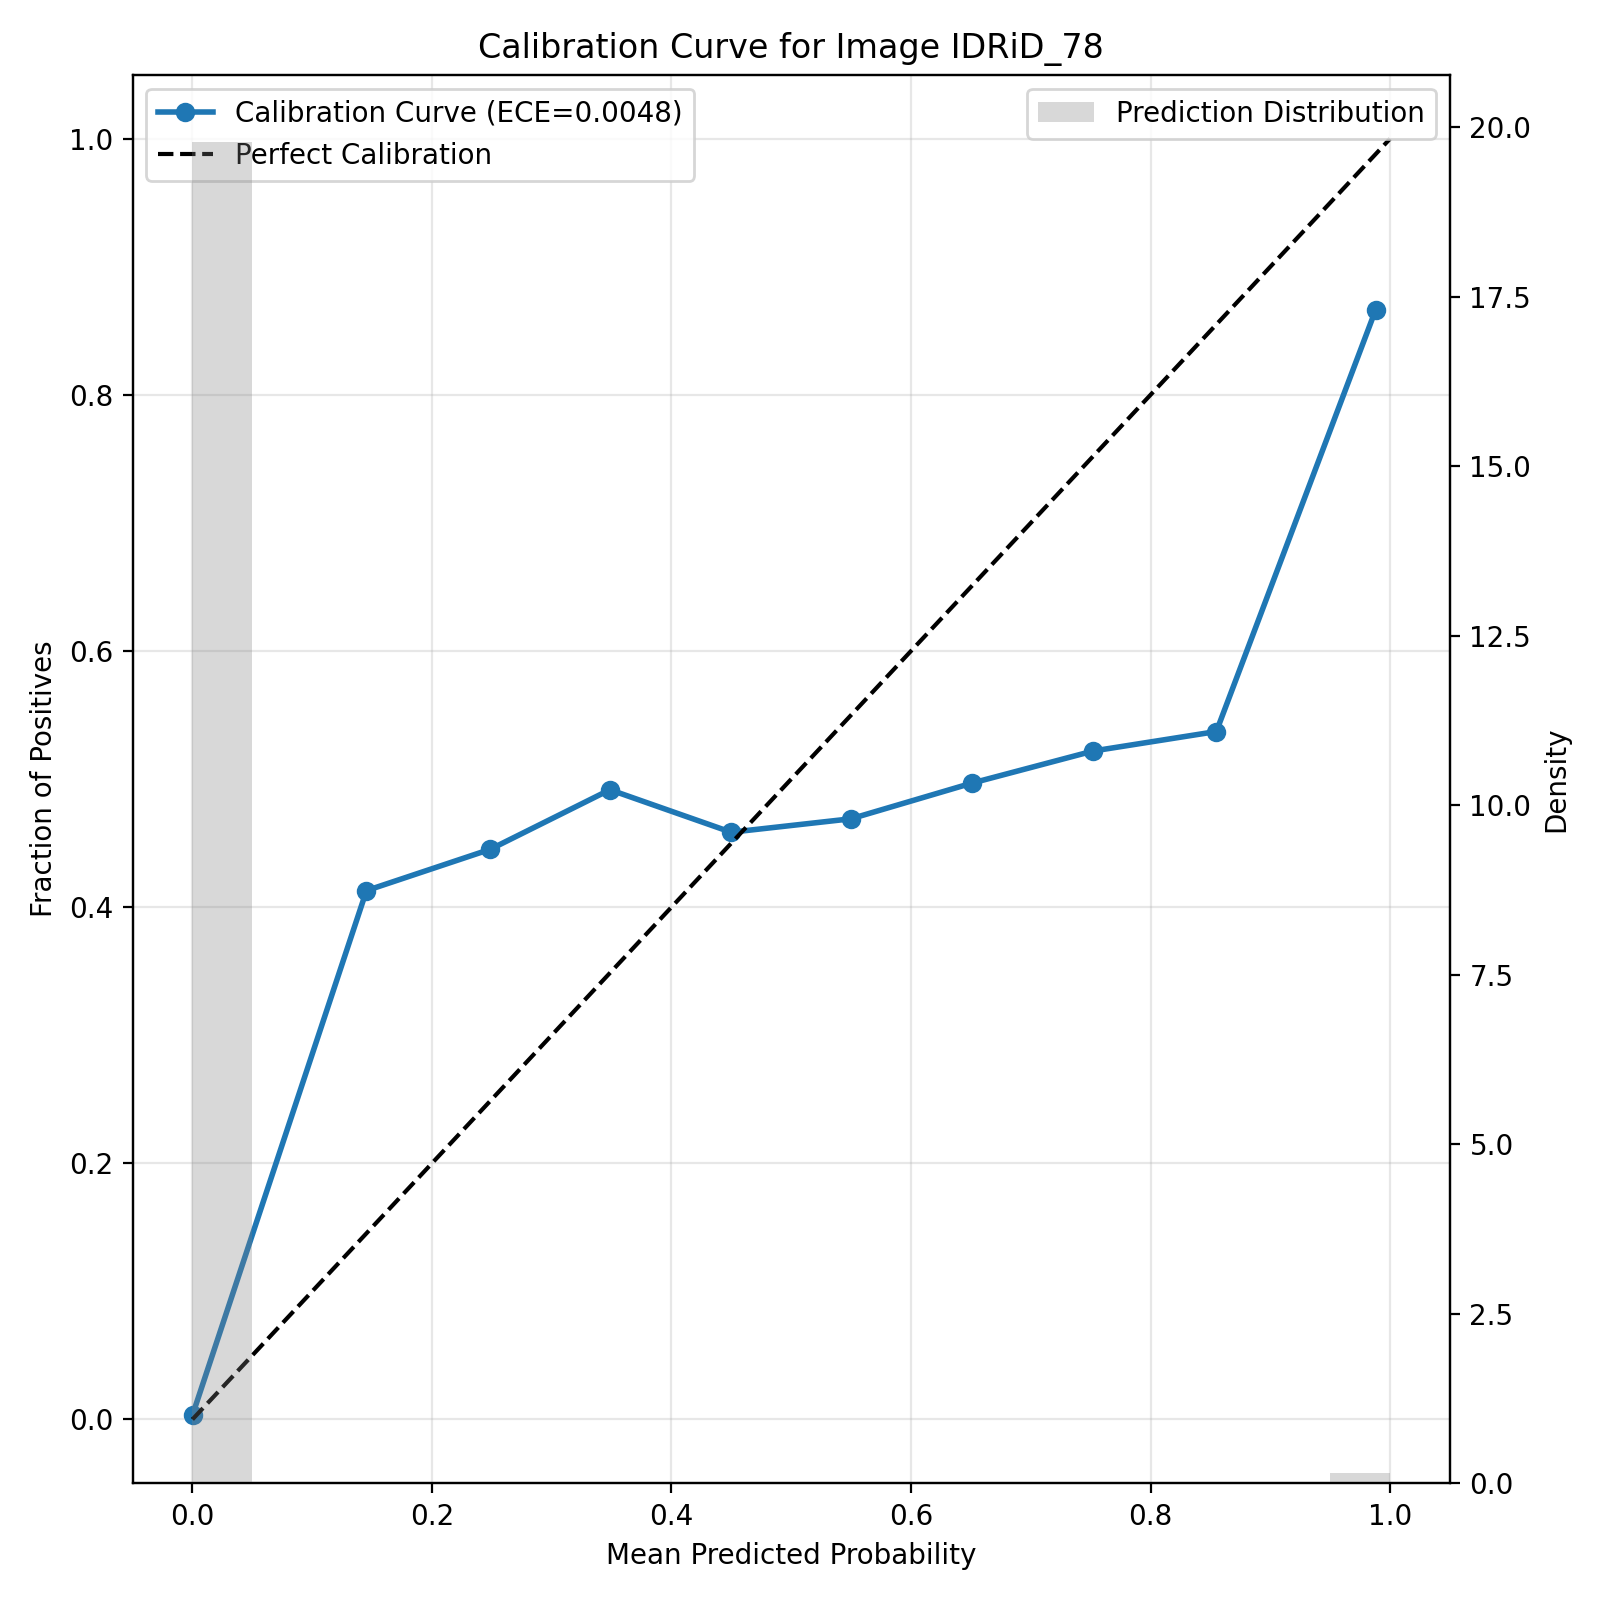 Calibration Curve for Image IDRiD_78
Calibration Curve (ECE=0.0048)
Perfect Calibration
Prediction Distribution
Fraction of Positives
1.0
0.8
0.6
0.4
0.2
0.0
20.0
17.5
15.0
12.5
10.0
7.5
5.0
2.5
0.0
Density
0.0 0.2 0.4 0.6 0.8 1.0
Mean Predicted Probability